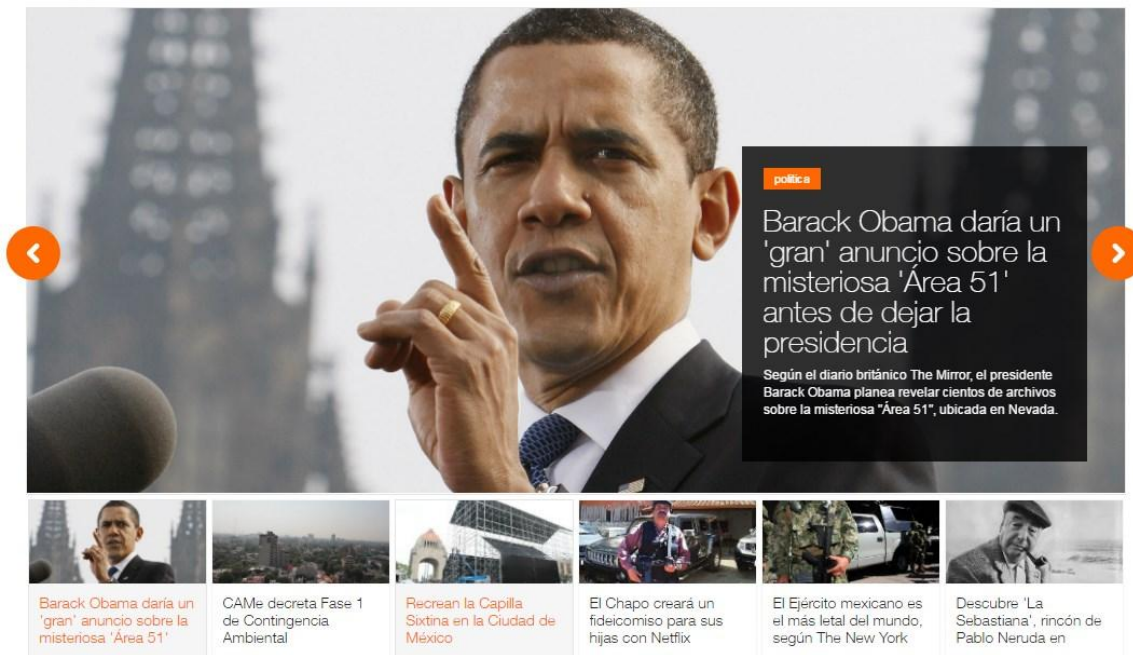 política
Barack Obama daría un
'gran' anuncio sobre la
misteriosa 'Área 51'
antes de dejar la
presidencia
Según el diario británico The Mirror, el presidente
Barack Obama planea revelar cientos de archivos
sobre la misteriosa "Área 51", ubicada en Nevada.
Barack Obama daría un
'gran' anuncio sobre la
misteriosa 'Área 51'
CAMe decreta Fase 1
de Contingencia
Ambiental
Recrean la Capilla
Sixtina en la Ciudad de
México
El Chapo creará un
fideicomiso para sus
hijas con Netflix
El Ejército mexicano es
el más letal del mundo,
según The New York
Descubre 'La
Sebastiana', rincón de
Pablo Neruda en